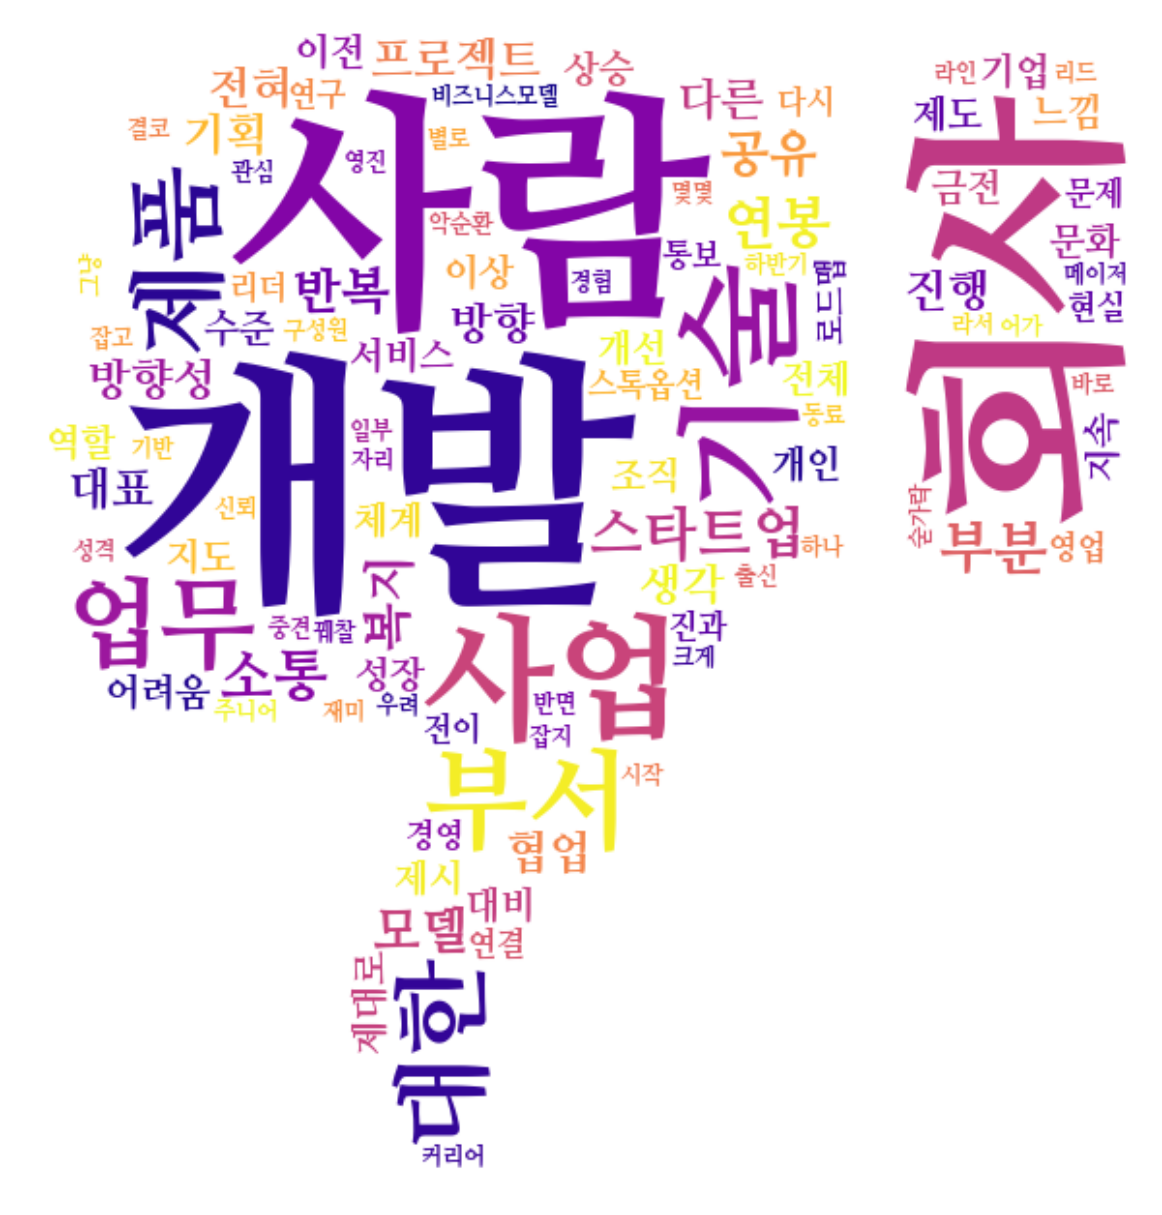 이전
프로젝트
상승
전혀
연구
비즈니스모델
다른
다시
결코
기획
별로
공유
관심
영진
사람
몇몇
제품
악순환
연봉
그냥
리더
반복
이상
경험
통보
하반기
로드맵
잡고
수준
구성원
방향
기술
방향성
서비스
개선
전체
스톡옵션
개발
동료
역할
기반
일부
자리
대표
조직
개인
신뢰
체계
스타트업
하나
성격
지도
생각
출신
업무
복지
중견
꿰찰
진과
소통
성장
사업
크게
어려움
주니어
재미
우려
반면
전이
잡지
부서
시작
경영
협업
제시
대비
모델
연결
제대로
대한
커리어
라인
기업
리드
제도
느낌
금전
문제
회사
문화
진행
메이저
현실
라서
어가
바로
지속
숟가락
부분
영업